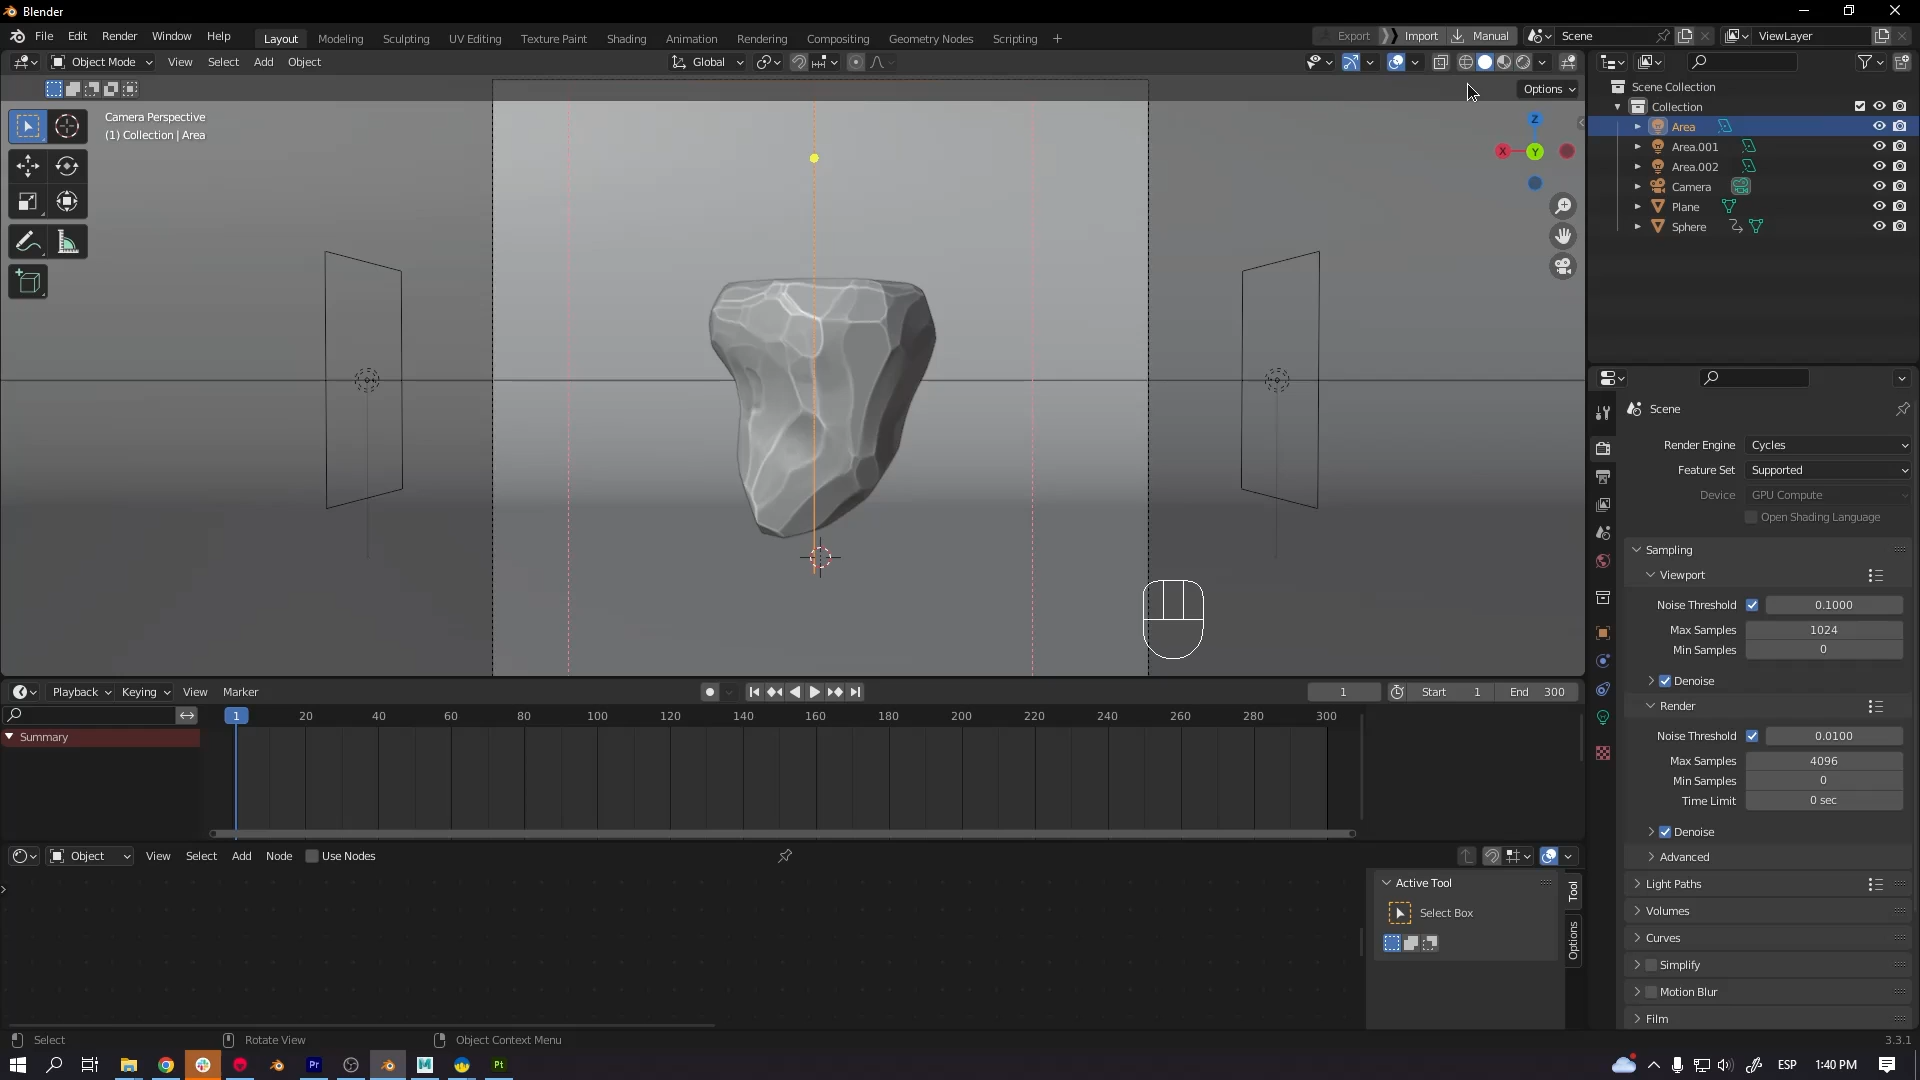 Blender
File Edit Render Window Help Layout Modeling Sculpting UV Editing Texture Paint Shading Animation Rendering Compositing Geometry Nodes Scripting + Export Import Manual Scene ViewLayer
Object Mode View Select Add Object Global
Options
Camera Perspective
(1) Collection | Area
Z
X
Y
Scene Collection
Collection
Area
Area.001
Area.002
Camera
Plane
Sphere
Scene
Render Engine Cycles
Feature Set Supported
Device GPU Compute
Open Shading Language
Sampling
Viewport
Noise Threshold 0.1000
Max Samples 1024
Min Samples 0
Denoise
Render
Noise Threshold 0.0100
Max Samples 4096
Min Samples 0
Time Limit 0 sec
Denoise
Advanced
Light Paths
Volumes
Curves
Simplify
Motion Blur
Film
Playback Keying View Marker 1 Start 1 End 300
1 20 40 60 80 100 120 140 160 180 200 220 240 260 280 300
Summary
Object View Select Add Node Use Nodes
Active Tool
Select Box
Tool
Options
Select Rotate View Object Context Menu 3.3.1
Pr Pt ESP 1:40 PM